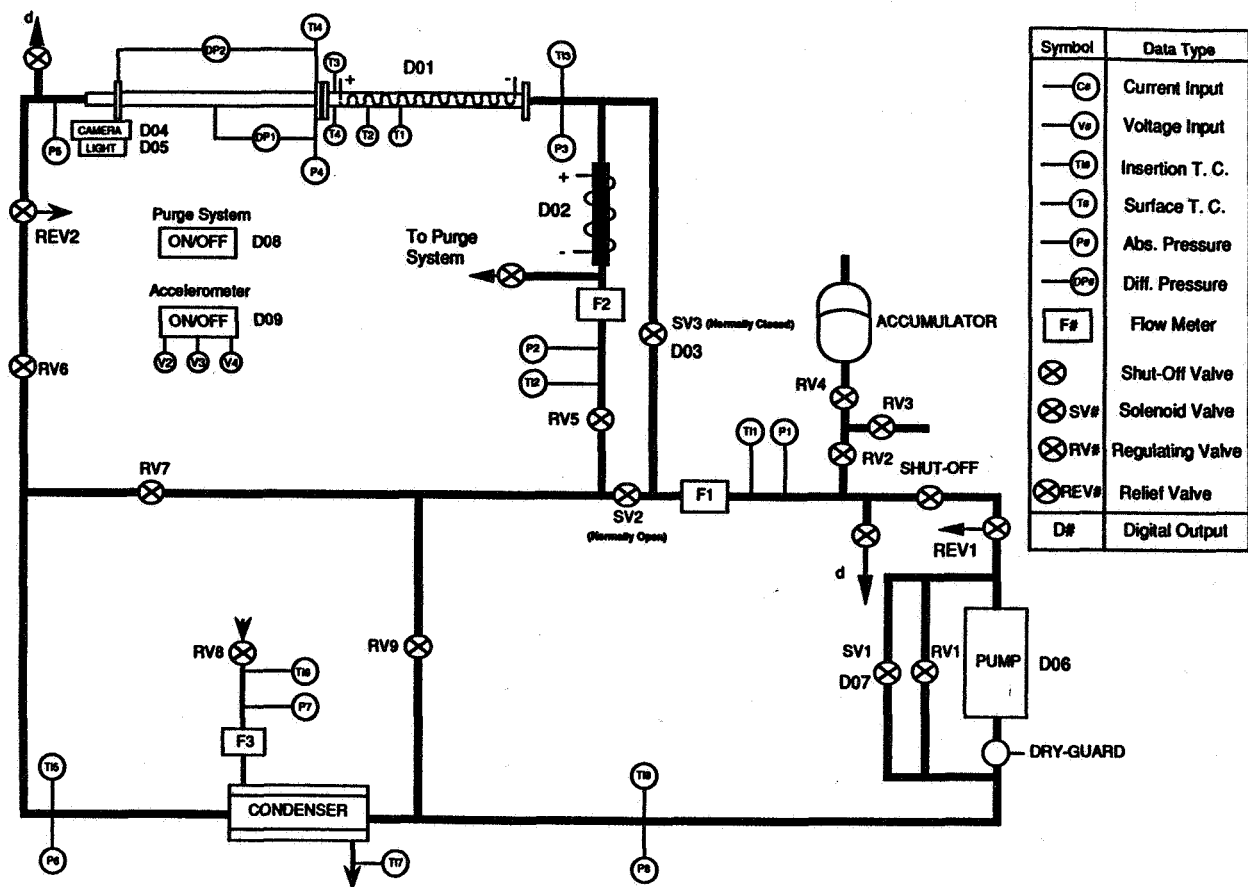 d
TI4
DP2
T3
+
-
D01
TI3
CAMERA
D04
LIGHT
D05
P5
DP1
T4
T2
T1
P4
P3
+
D02
-
REV2
Purge System
ON/OFF
D08
To Purge
System
Accelerometer
ON/OFF
D09
V2
V3
V4
F2
SV3 (Normally Closed)
D03
ACCUMULATOR
P2
TI2
RV6
RV5
RV4
RV3
RV2
TI1
P1
SHUT-OFF
RV7
SV2
(Normally Open)
F1
REV1
d
RV8
TI6
P7
F3
RV9
SV1
D07
RV1
PUMP
D06
DRY-GUARD
TI5
P6
CONDENSER
TI7
TI8
P8
Symbol
Data Type
C#
Current Input
V#
Voltage Input
TI#
Insertion T. C.
T#
Surface T. C.
P#
Abs. Pressure
DP#
Diff. Pressure
F#
Flow Meter
Shut-Off Valve
SV#
Solenoid Valve
RV#
Regulating Valve
REV#
Relief Valve
D#
Digital Output